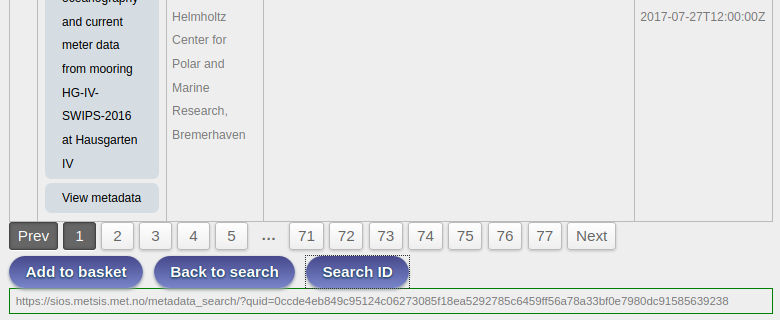 oceanography
and current
meter data
from mooring
HG-IV-
SWIPS-2016
at Hausgarten
IV
View metadata
Helmholtz
Center for
Polar and
Marine
Research,
Bremerhaven
2017-07-27T12:00:00Z
Prev 1 2 3 4 5 ... 71 72 73 74 75 76 77 Next
Add to basket Back to search Search ID
https://sios.metsis.met.no/metadata_search/?quid=0ccde4eb849c95124c06273085f18ea5292785c6459ff56a78a33bf0e7980dc91585639238